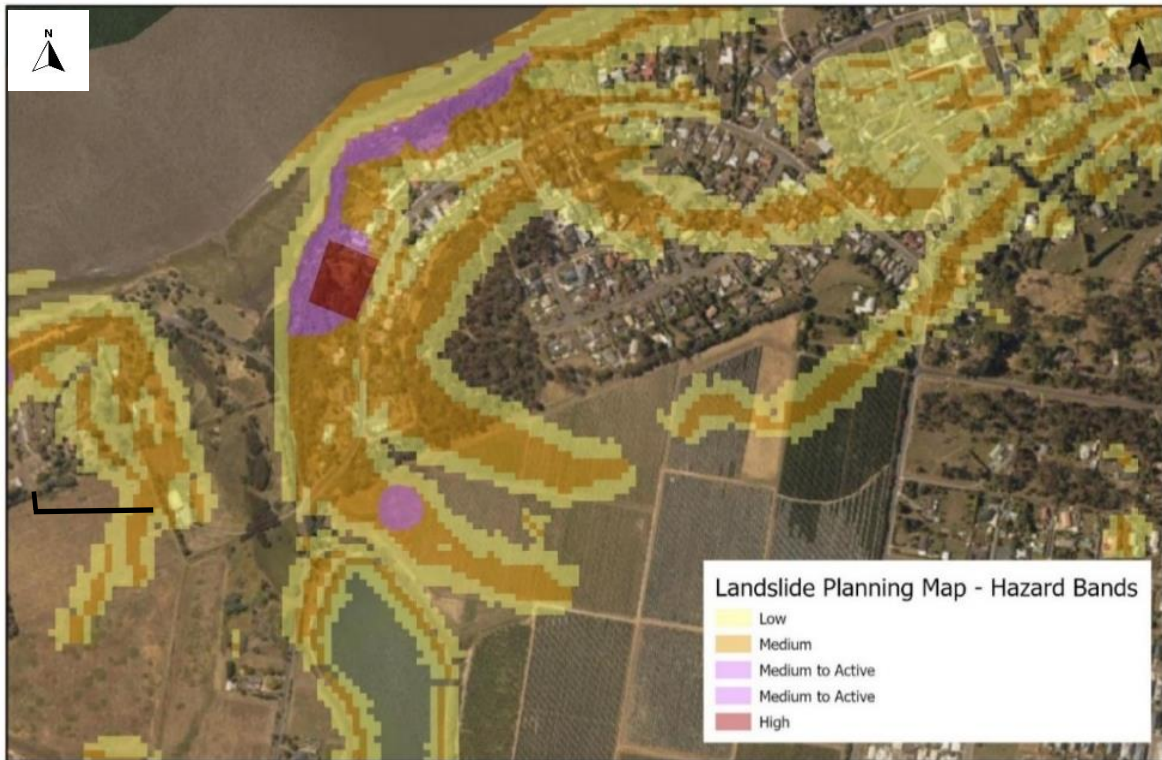 N
Landslide Planning Map - Hazard Bands
Low
Medium
Medium to Active
Medium to Active
High